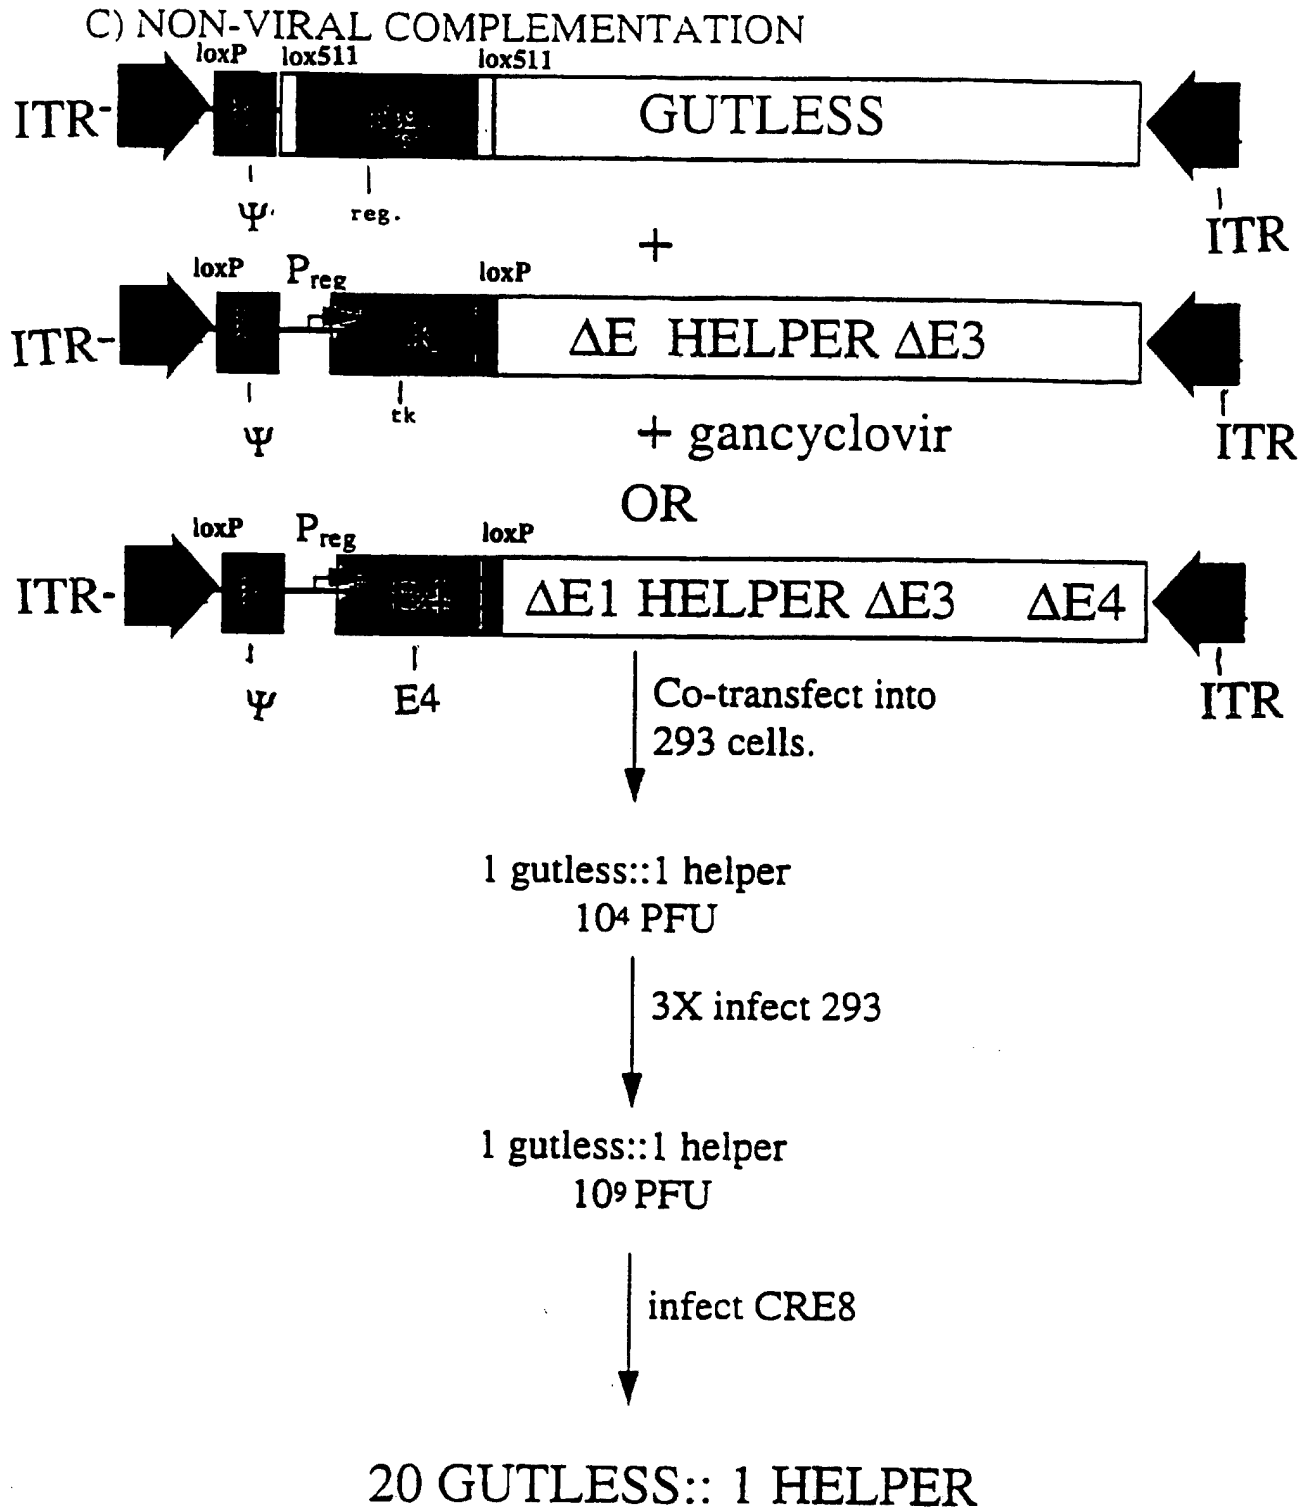 C) NON-VIRAL COMPLEMENTATION
loxP lox511 lox511
ITR- GUTLESS
Ψ reg. ITR
+
loxP Preg loxP
ITR- ΔE HELPER ΔE3
Ψ tk ITR
+ gancyclovir
OR
loxP Preg loxP
ITR- ΔE1 HELPER ΔE3 ΔE4
Ψ E4 ITR
Co-transfect into
293 cells.
1 gutless::1 helper
10⁴ PFU
3X infect 293
1 gutless::1 helper
10⁹ PFU
infect CRE8
20 GUTLESS:: 1 HELPER